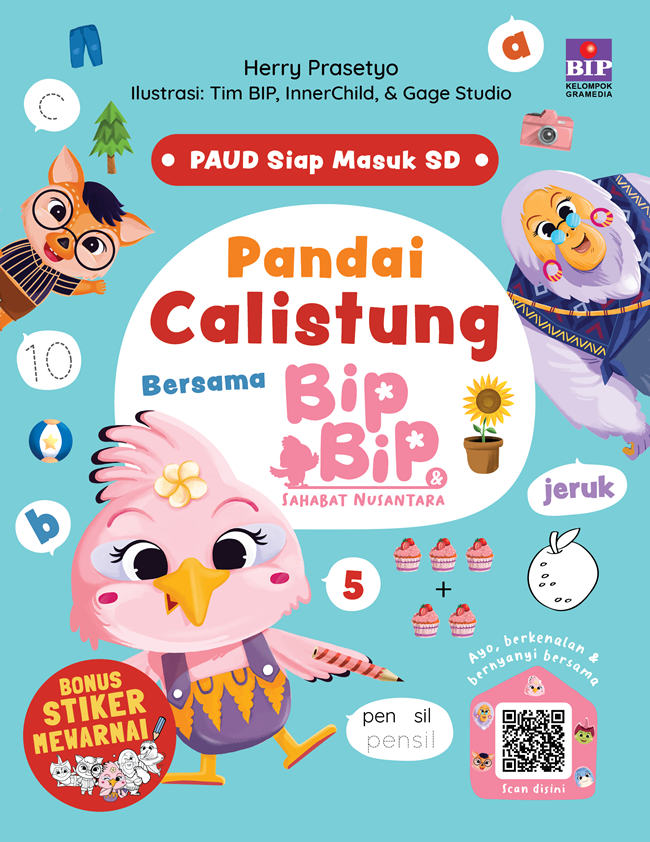 a
BIP
KELOMPOK
GRAMEDIA
Herry Prasetyo
Ilustrasi: Tim BIP, InnerChild, & Gage Studio
c
PAUD Siap Masuk SD
Pandai
Calistung
Bersama
Bip
BiP
&
SAHABAT NUSANTARA
10
b
jeruk
5
+
Ayo, berkenalan &
bernyanyi bersama
BONUS
STIKER
MEWARNAI
pen sil
pensil
Scan disini